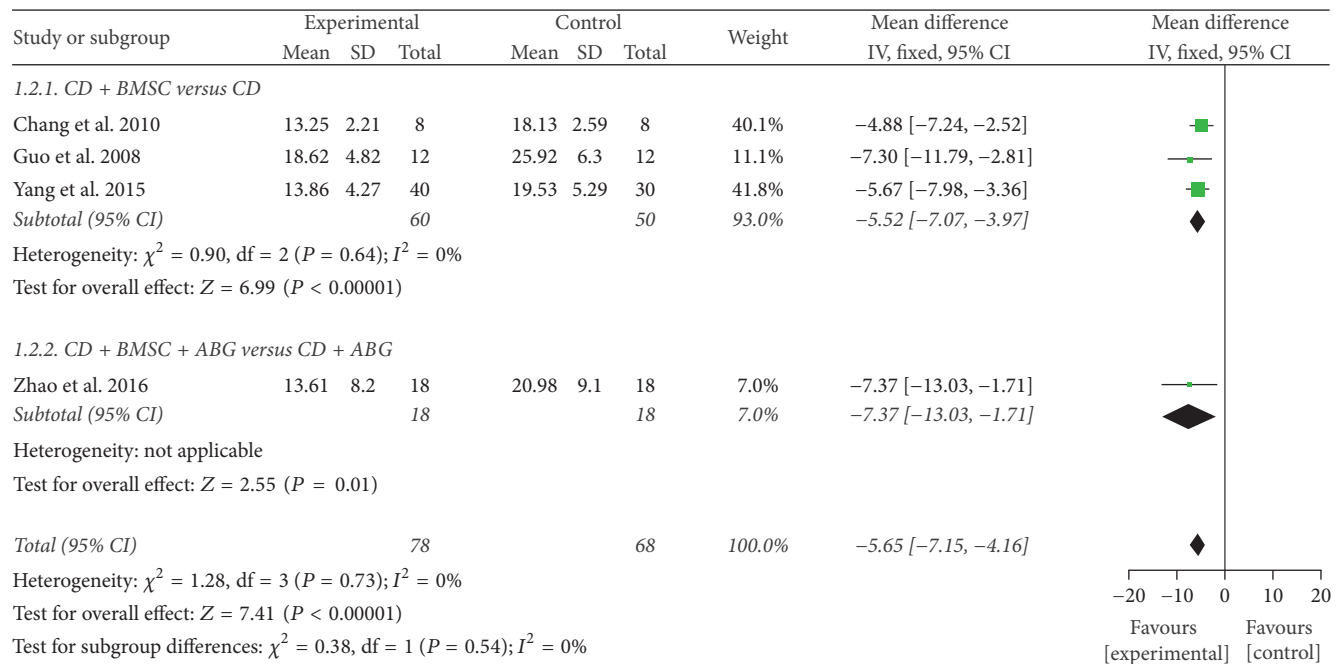 Study or subgroup Experimental Control Weight Mean difference Mean difference
Mean SD Total Mean SD Total IV, fixed, 95% CI IV, fixed, 95% CI
1.2.1. CD + BMSC versus CD
Chang et al. 2010 13.25 2.21 8 18.13 2.59 8 40.1% −4.88 [−7.24, −2.52]
Guo et al. 2008 18.62 4.82 12 25.92 6.3 12 11.1% −7.30 [−11.79, −2.81]
Yang et al. 2015 13.86 4.27 40 19.53 5.29 30 41.8% −5.67 [−7.98, −3.36]
Subtotal (95% CI) 60 50 93.0% −5.52 [−7.07, −3.97]
Heterogeneity: χ² = 0.90, df = 2 (P = 0.64); I² = 0%
Test for overall effect: Z = 6.99 (P < 0.00001)
1.2.2. CD + BMSC + ABG versus CD + ABG
Zhao et al. 2016 13.61 8.2 18 20.98 9.1 18 7.0% −7.37 [−13.03, −1.71]
Subtotal (95% CI) 18 18 7.0% −7.37 [−13.03, −1.71]
Heterogeneity: not applicable
Test for overall effect: Z = 2.55 (P = 0.01)
Total (95% CI) 78 68 100.0% −5.65 [−7.15, −4.16]
Heterogeneity: χ² = 1.28, df = 3 (P = 0.73); I² = 0%
Test for overall effect: Z = 7.41 (P < 0.00001)
Test for subgroup differences: χ² = 0.38, df = 1 (P = 0.54); I² = 0%
−20 −10 0 10 20
Favours Favours
[experimental] [control]